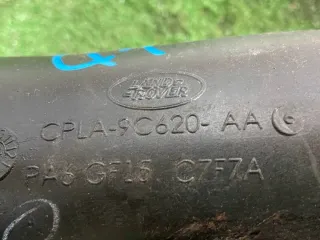 LAND-
-ROVER
CPLA-9C620- AA
PA6 GF15 C7F7A